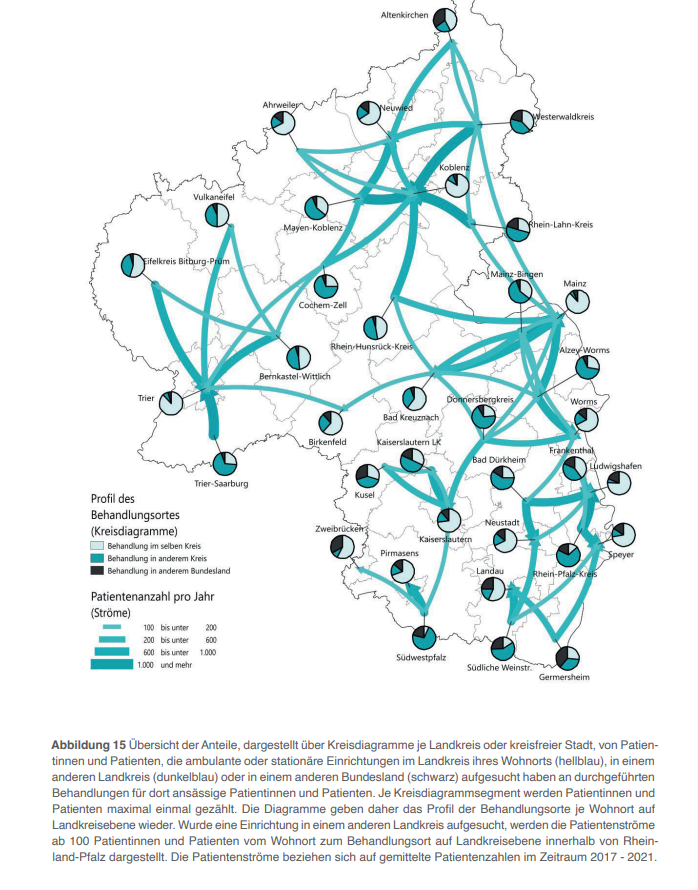 Altenkirchen
Ahrweiler
Neuwied
Westerwaldkreis
Koblenz
Vulkaneifel
Mayen-Koblenz
Rhein-Lahn-Kreis
Eifelkreis Bitburg-Prüm
Mainz-Bingen
Mainz
Cochem-Zell
Rhein-Hunsrück-Kreis
Alzey-Worms
Bernkastel-Wittlich
Trier
Bad Kreuznach
Donnersbergkreis
Worms
Birkenfeld
Kaiserslautern LK
Frankenthal
Bad Dürkheim
Ludwigshafen
Trier-Saarburg
Kusel
Profil des
Behandlungsortes
(Kreisdiagramme)
Behandlung im selben Kreis
Behandlung in anderem Kreis
Behandlung in anderem Bundesland
Zweibrücken
Kaiserslautern
Neustadt
Speyer
Pirmasens
Landau
Rhein-Pfalz-Kreis
Patientenanzahl pro Jahr
(Ströme)
100 bis unter 200
200 bis unter 600
600 bis unter 1.000
1.000 und mehr
Südwestpfalz
Südliche Weinstr.
Germersheim
Abbildung 15 Übersicht der Anteile, dargestellt über Kreisdiagramme je Landkreis oder kreisfreier Stadt, von Patien-
tinnen und Patienten, die ambulante oder stationäre Einrichtungen im Landkreis ihres Wohnorts (hellblau), in einem
anderen Landkreis (dunkelblau) oder in einem anderen Bundesland (schwarz) aufgesucht haben an durchgeführten
Behandlungen für dort ansässige Patientinnen und Patienten. Je Kreisdiagrammsegment werden Patientinnen und
Patienten maximal einmal gezählt. Die Diagramme geben daher das Profil der Behandlungsorte je Wohnort auf
Landkreisebene wieder. Wurde eine Einrichtung in einem anderen Landkreis aufgesucht, werden die Patientenströme
ab 100 Patientinnen und Patienten vom Wohnort zum Behandlungsort auf Landkreisebene innerhalb von Rhein-
land-Pfalz dargestellt. Die Patientenströme beziehen sich auf gemittelte Patientenzahlen im Zeitraum 2017 - 2021.